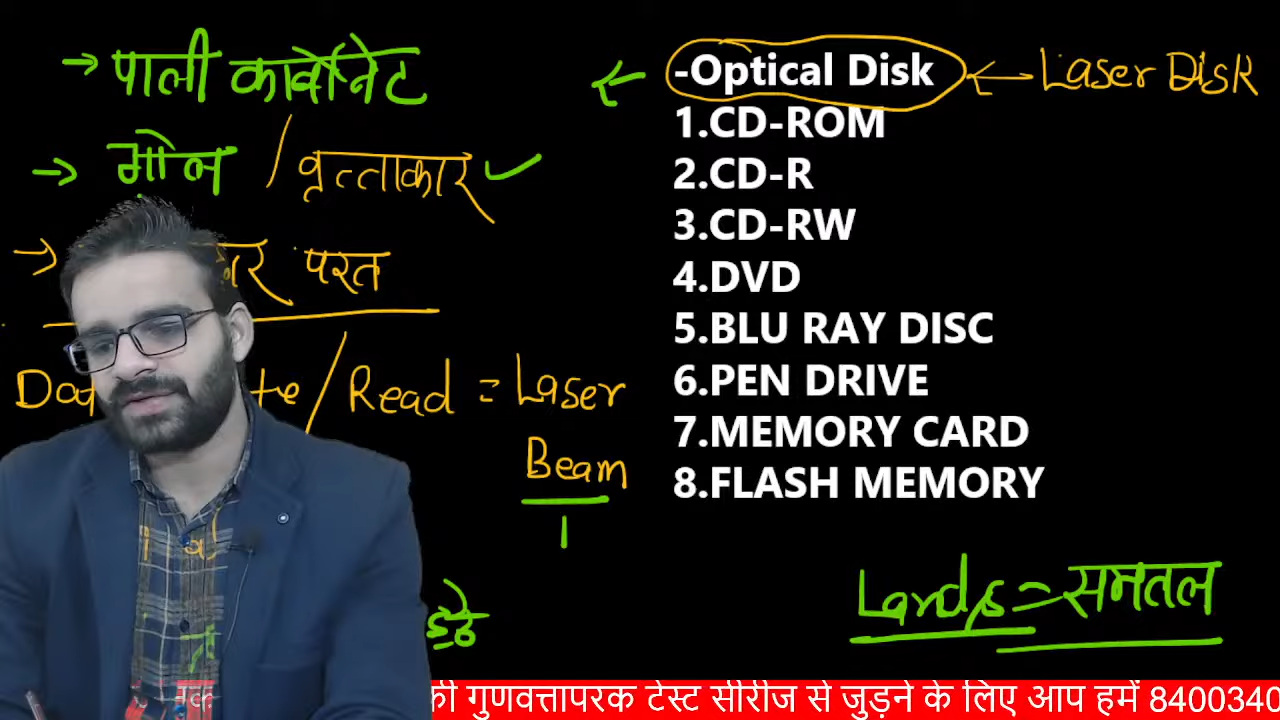 → पाली कार्बोनेट
→ गोल / वृत्ताकार ✓
परत
/ Read = Laser
Beam
← -Optical Disk ← Laser Disk
1.CD-ROM
2.CD-R
3.CD-RW
4.DVD
5.BLU RAY DISC
6.PEN DRIVE
7.MEMORY CARD
8.FLASH MEMORY
Lands = समतल
की गुणवत्तापरक टेस्ट सीरीज से जुड़ने के लिए आप हमें 8400340